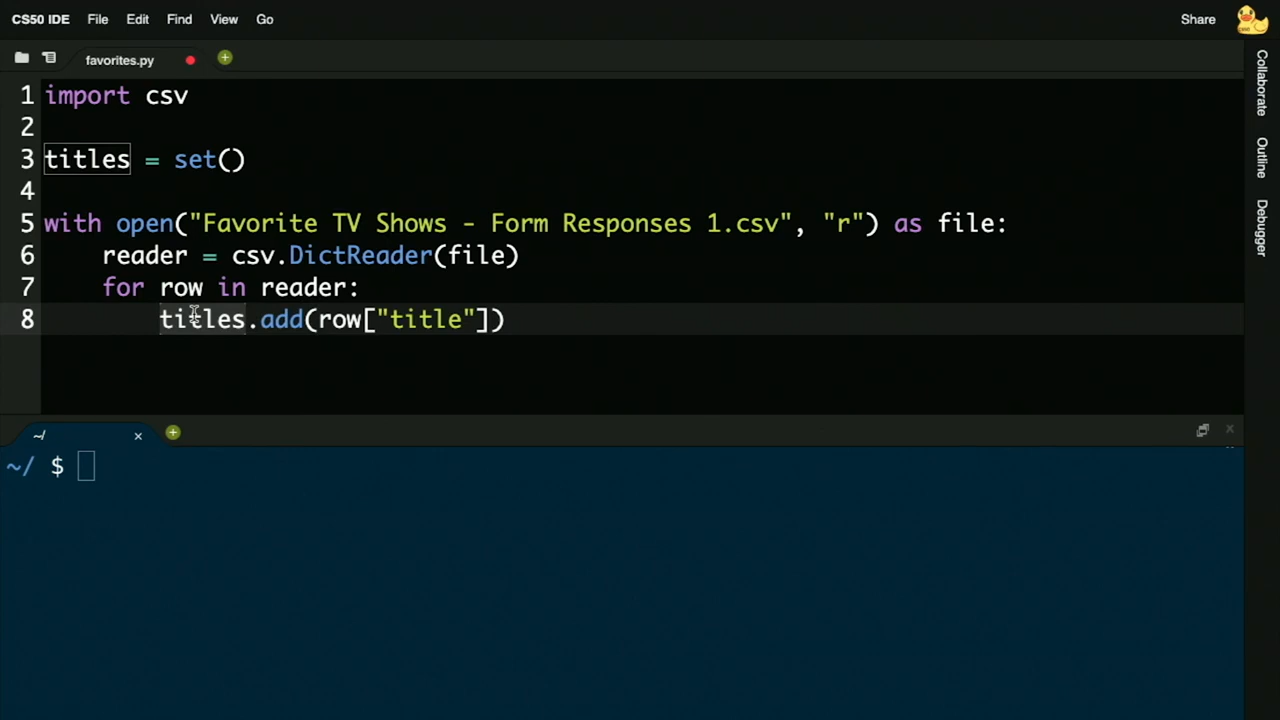 CS50 IDE File Edit Find View Go Share
favorites.py
Collaborate
Outline
Debugger
1 import csv
2
3 titles = set()
4
5 with open("Favorite TV Shows - Form Responses 1.csv", "r") as file:
6     reader = csv.DictReader(file)
7     for row in reader:
8         titles.add(row["title"])
~/
~/ $